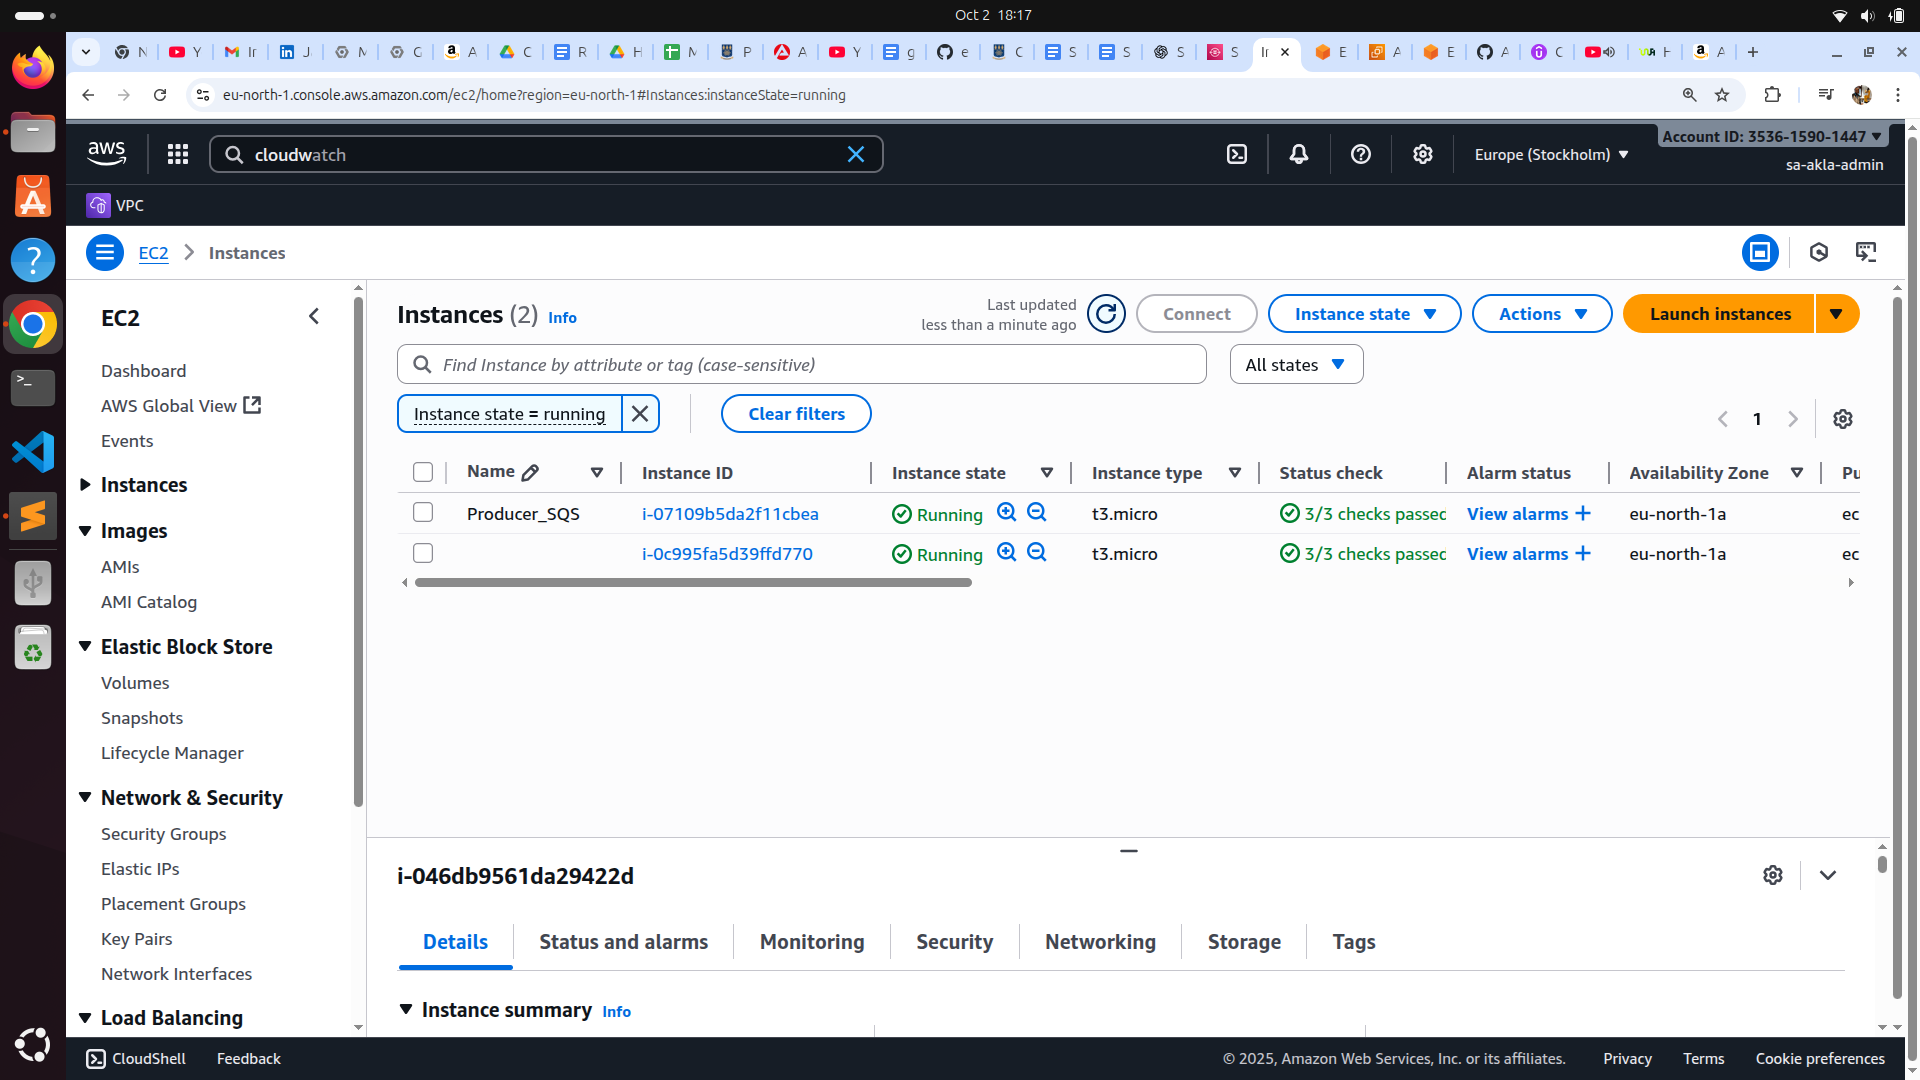 Oct 2 18:17
N
Y
Ir
J
M
G
A
C
R
H
M
P
A
Y
g
e
C
S
S
S
S
Ir
E
A
E
A
C
H
A
eu-north-1.console.aws.amazon.com/ec2/home?region=eu-north-1#Instances:instanceState=running
aws
cloudwatch
Europe (Stockholm)
Account ID: 3536-1590-1447
sa-akla-admin
VPC
EC2 > Instances
EC2
Dashboard
AWS Global View
Events
Instances
Images
AMIs
AMI Catalog
Elastic Block Store
Volumes
Snapshots
Lifecycle Manager
Network & Security
Security Groups
Elastic IPs
Placement Groups
Key Pairs
Network Interfaces
Load Balancing
Instances (2) Info
Last updated
less than a minute ago
Connect
Instance state
Actions
Launch instances
Find Instance by attribute or tag (case-sensitive)
All states
Instance state = running
Clear filters
1
Name Instance ID Instance state Instance type Status check Alarm status Availability Zone Pu
Producer_SQS i-07109b5da2f11cbea Running t3.micro 3/3 checks passed View alarms + eu-north-1a ec
i-0c995fa5d39ffd770 Running t3.micro 3/3 checks passed View alarms + eu-north-1a ec
i-046db9561da29422d
Details Status and alarms Monitoring Security Networking Storage Tags
Instance summary Info
CloudShell Feedback © 2025, Amazon Web Services, Inc. or its affiliates. Privacy Terms Cookie preferences